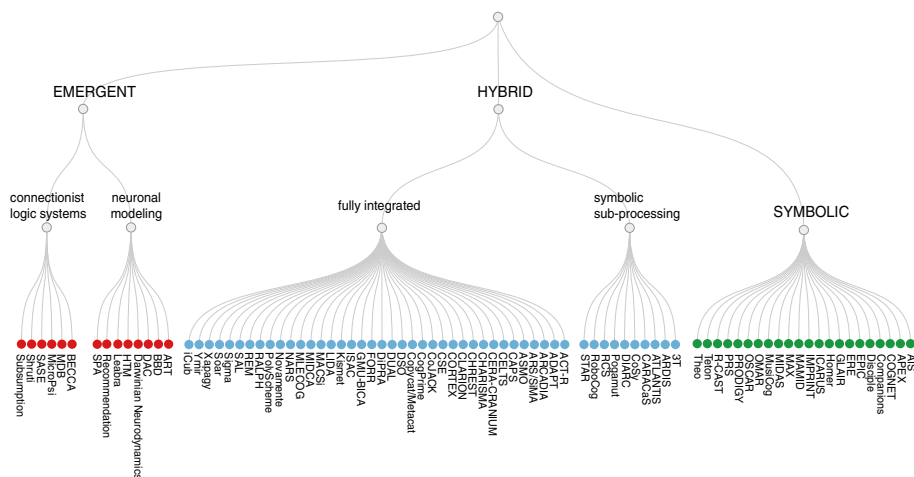 EMERGENT
HYBRID
connectionist
logic systems
neuronal
modeling
fully integrated
symbolic
sub-processing
SYMBOLIC
Subsumption
Shruti
SASE
MicroPsi
MDB
BECCA
SPA
Recommendation
Leabra
HTM
Darwinian Neurodynamics
DAC
BBD
ART
iCub
Ymir
Xapagy
Soar
Sigma
SAL
REM
RALPH
PolyScheme
Novamente
NARS
MLECOG
MIDCA
MACSi
LIDA
Kismet
ISAC
GMU-BICA
FORR
DiPRA
DUAL
DSO
Copycat/Metacat
CogPrime
CoJACK
CSE
CORTEX
CLARION
CHREST
CHARISMA
CERA-CRANIUM
CELTS
CAPS
ASMO
ARS/SiMA
ARCADIA
ADAPT
ACT-R
STAR
RoboCog
RCS
Pogamut
DIARC
CoSy
CARACaS
ATLANTIS
ARDIS
3T
Theo
Teton
R-CAST
PRS
PRODIGY
OSCAR
OMAR
MusiCog
MIDAS
MAX
MAMID
IMPRINT
ICARUS
Homer
GLAIR
ERE
EPIC
Disciple
Companions
COGNET
APEX
AIS